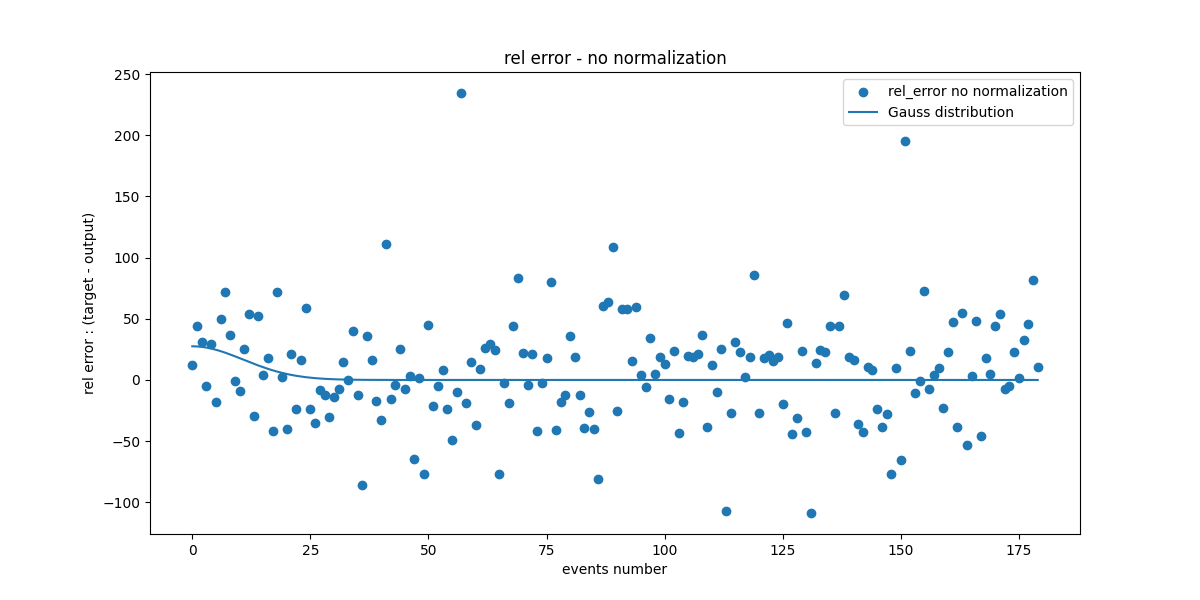 rel error - no normalization
rel_error no normalization
Gauss distribution
rel error : (target - output)
250
200
150
100
50
0
−50
−100
0 25 50 75 100 125 150 175
events number